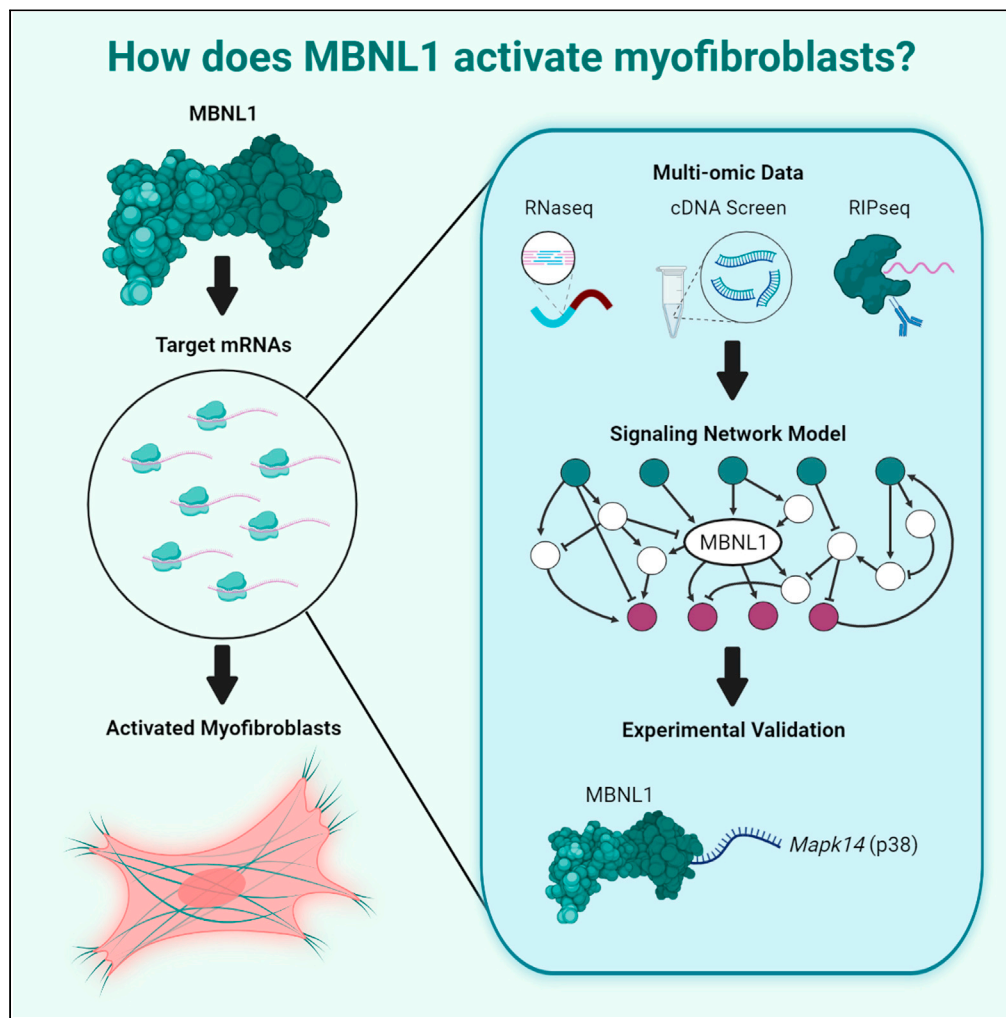 How does MBNL1 activate myofibroblasts?
MBNL1
Target mRNAs
Activated Myofibroblasts
Multi-omic Data
RNaseq
cDNA Screen
RIPseq
Signaling Network Model
MBNL1
Experimental Validation
MBNL1
Mapk14 (p38)